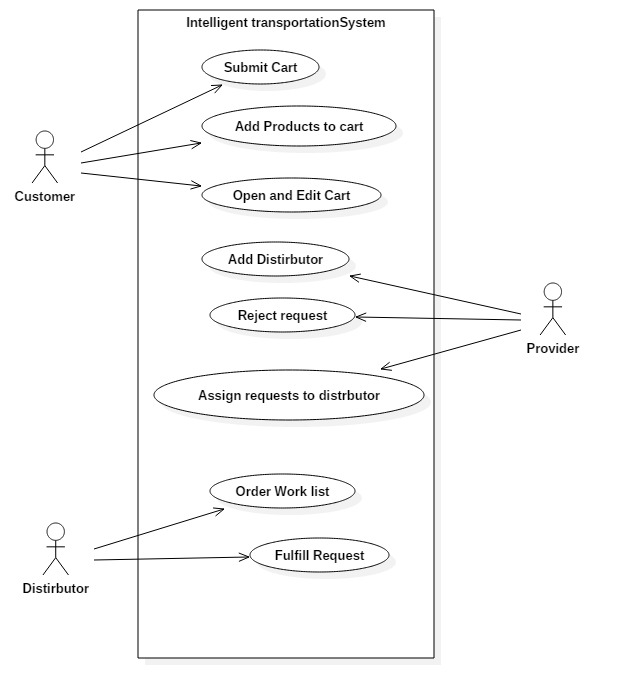 Intelligent transportationSystem
Submit Cart
Add Products to cart
Customer
Open and Edit Cart
Add Distirbutor
Reject request
Provider
Assign requests to distrbutor
Order Work list
Fulfill Request
Distirbutor